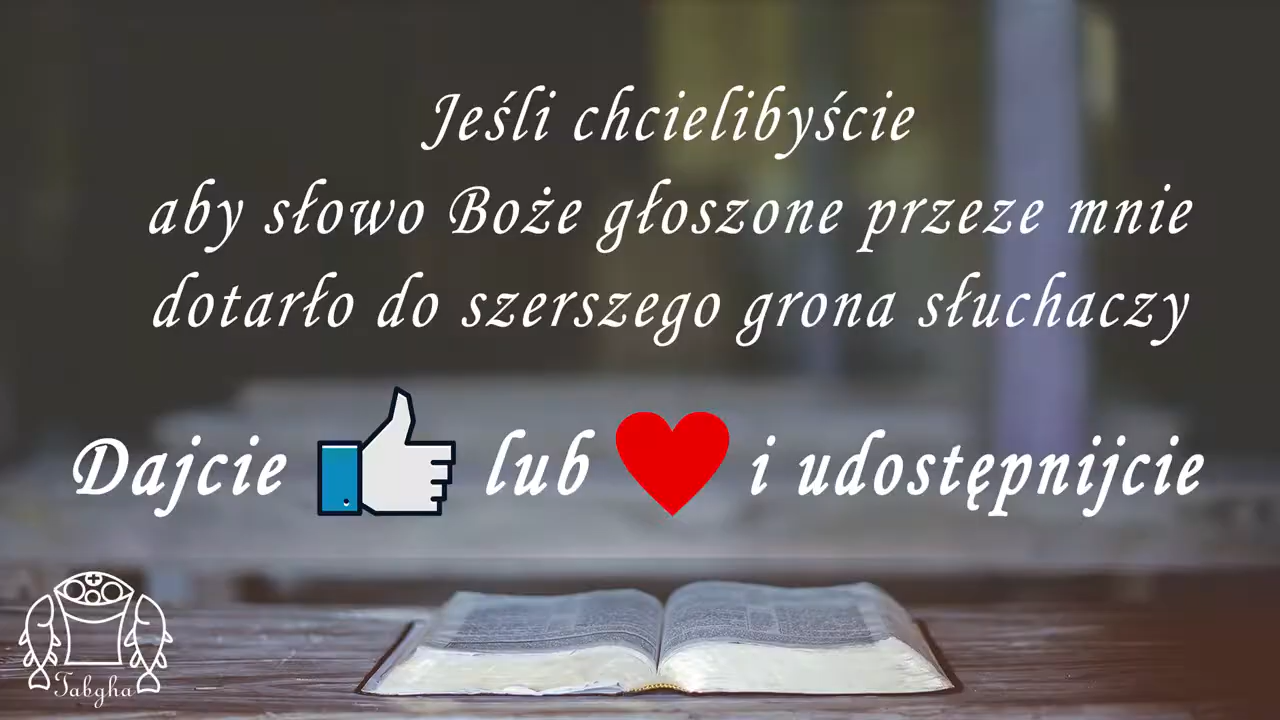 Jeśli chcielibyście
aby słowo Boże głoszone przeze mnie
dotarło do szerszego grona słuchaczy
Dajcie lub i udostępnijcie
Tabgha